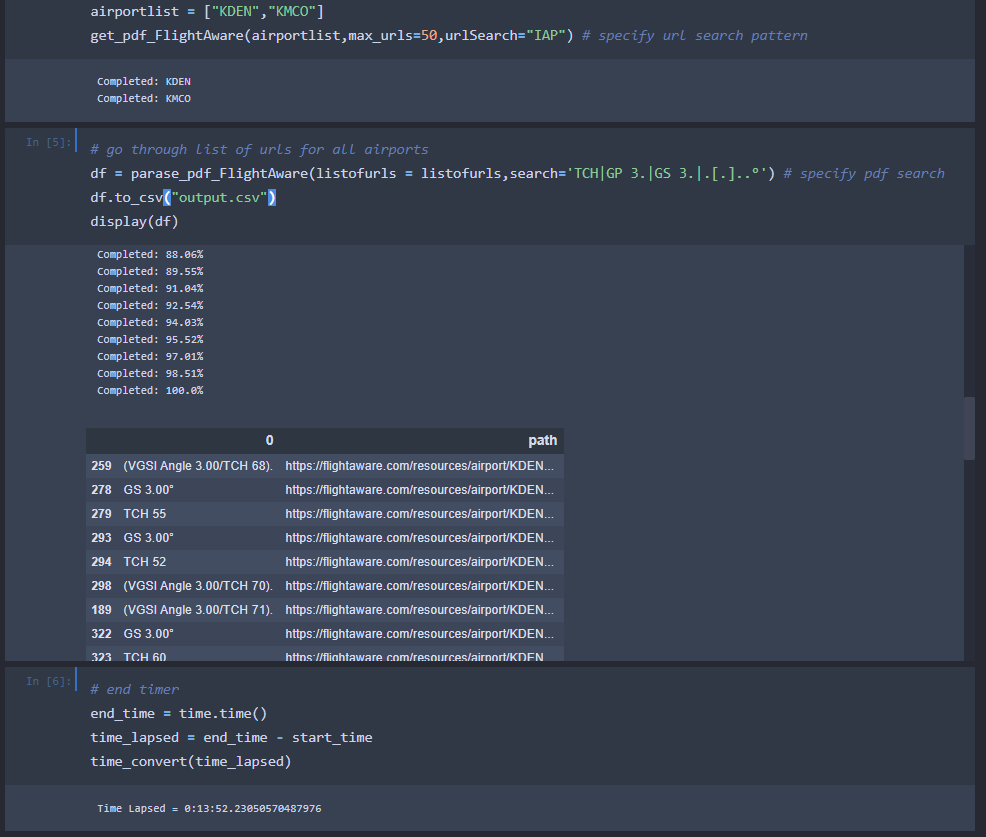 airportlist = ["KDEN","KMCO"]
get_pdf_FlightAware(airportlist,max_urls=50,urlSearch="IAP") # specify url search pattern
Completed: KDEN
Completed: KMCO
In [5]:
# go through list of urls for all airports
df = parase_pdf_FlightAware(listofurls = listofurls,search='TCH|GP 3.|GS 3.|.[.]..°') # specify pdf search
df.to_csv("output.csv")
display(df)
Completed: 88.06%
Completed: 89.55%
Completed: 91.04%
Completed: 92.54%
Completed: 94.03%
Completed: 95.52%
Completed: 97.01%
Completed: 98.51%
Completed: 100.0%
0 path
259 (VGSI Angle 3.00/TCH 68). https://flightaware.com/resources/airport/KDEN...
278 GS 3.00° https://flightaware.com/resources/airport/KDEN...
279 TCH 55 https://flightaware.com/resources/airport/KDEN...
293 GS 3.00° https://flightaware.com/resources/airport/KDEN...
294 TCH 52 https://flightaware.com/resources/airport/KDEN...
298 (VGSI Angle 3.00/TCH 70). https://flightaware.com/resources/airport/KDEN...
189 (VGSI Angle 3.00/TCH 71). https://flightaware.com/resources/airport/KDEN...
322 GS 3.00° https://flightaware.com/resources/airport/KDEN...
323 TCH 60 https://flightaware.com/resources/airport/KDEN
In [6]:
# end timer
end_time = time.time()
time_lapsed = end_time - start_time
time_convert(time_lapsed)
Time Lapsed = 0:13:52.23050570487976